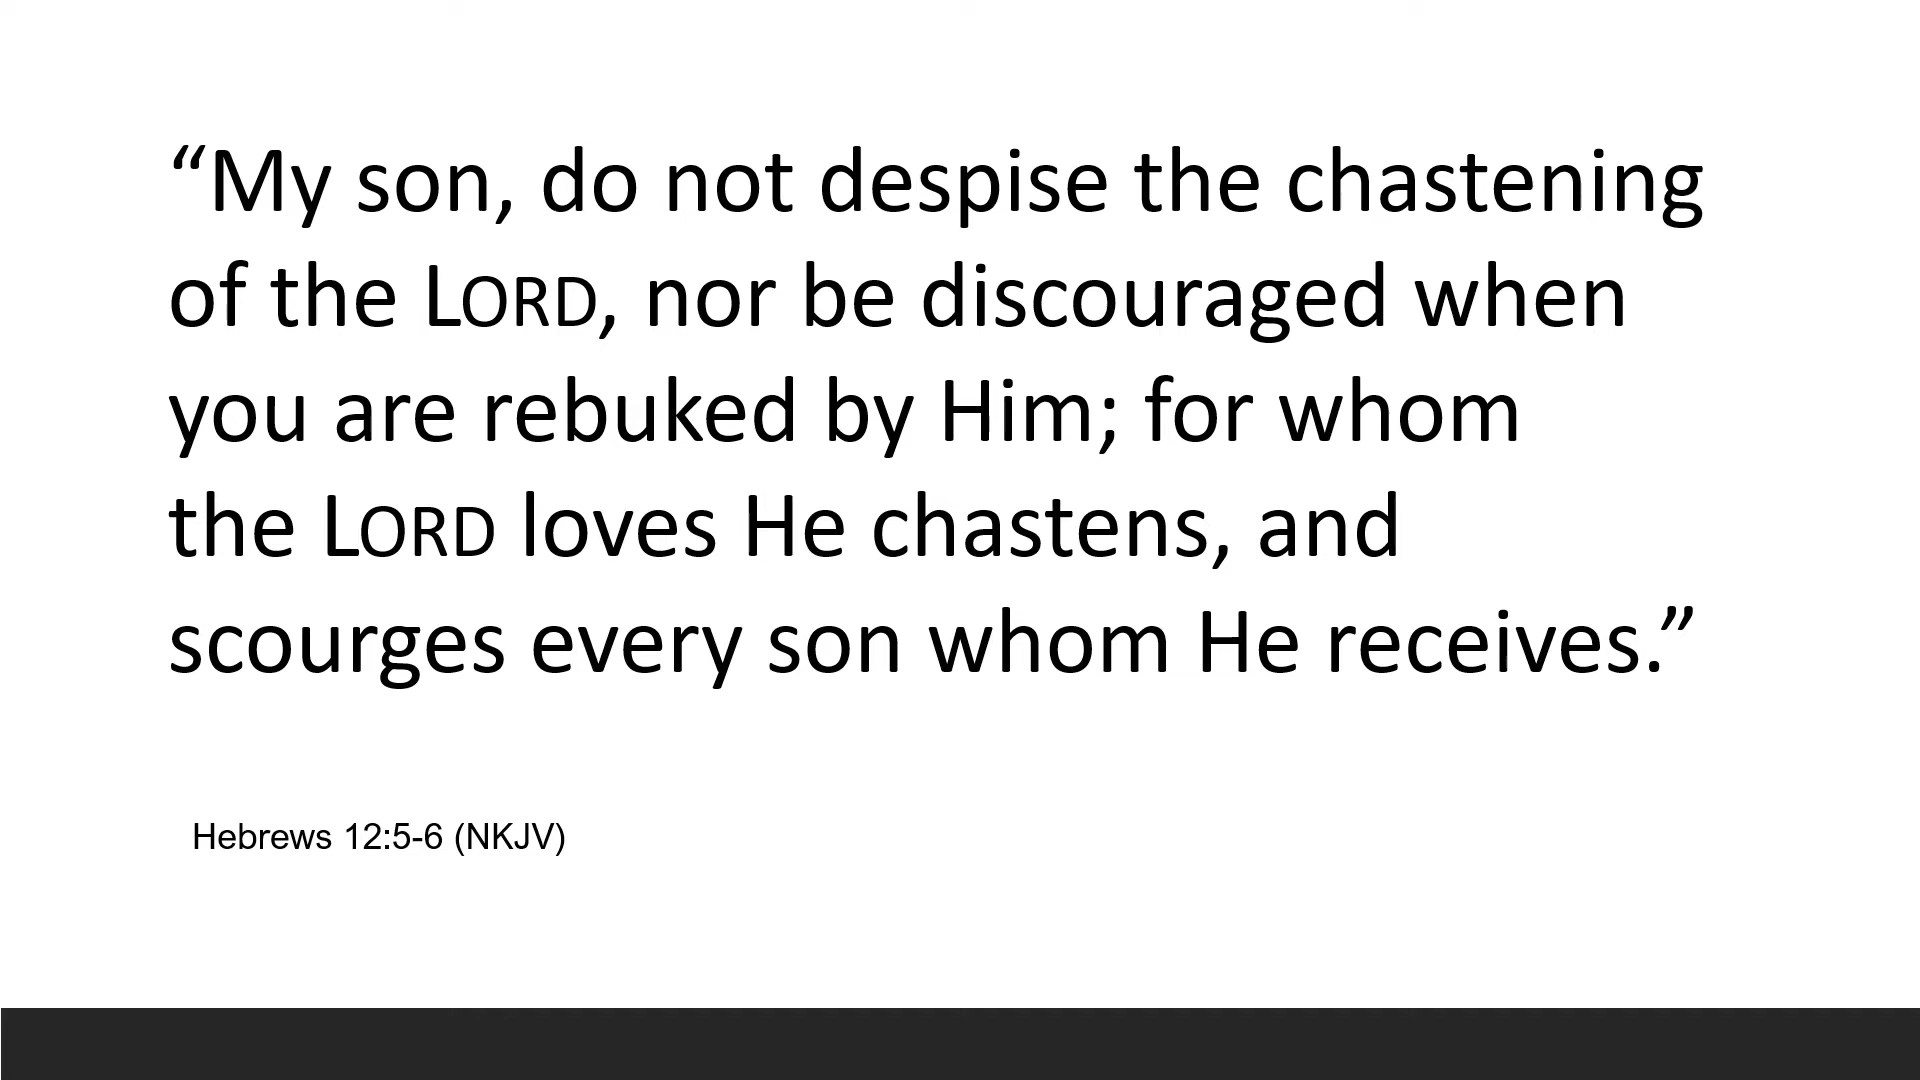 “My son, do not despise the chastening
of the LORD, nor be discouraged when
you are rebuked by Him; for whom
the LORD loves He chastens, and
scourges every son whom He receives.”
Hebrews 12:5-6 (NKJV)